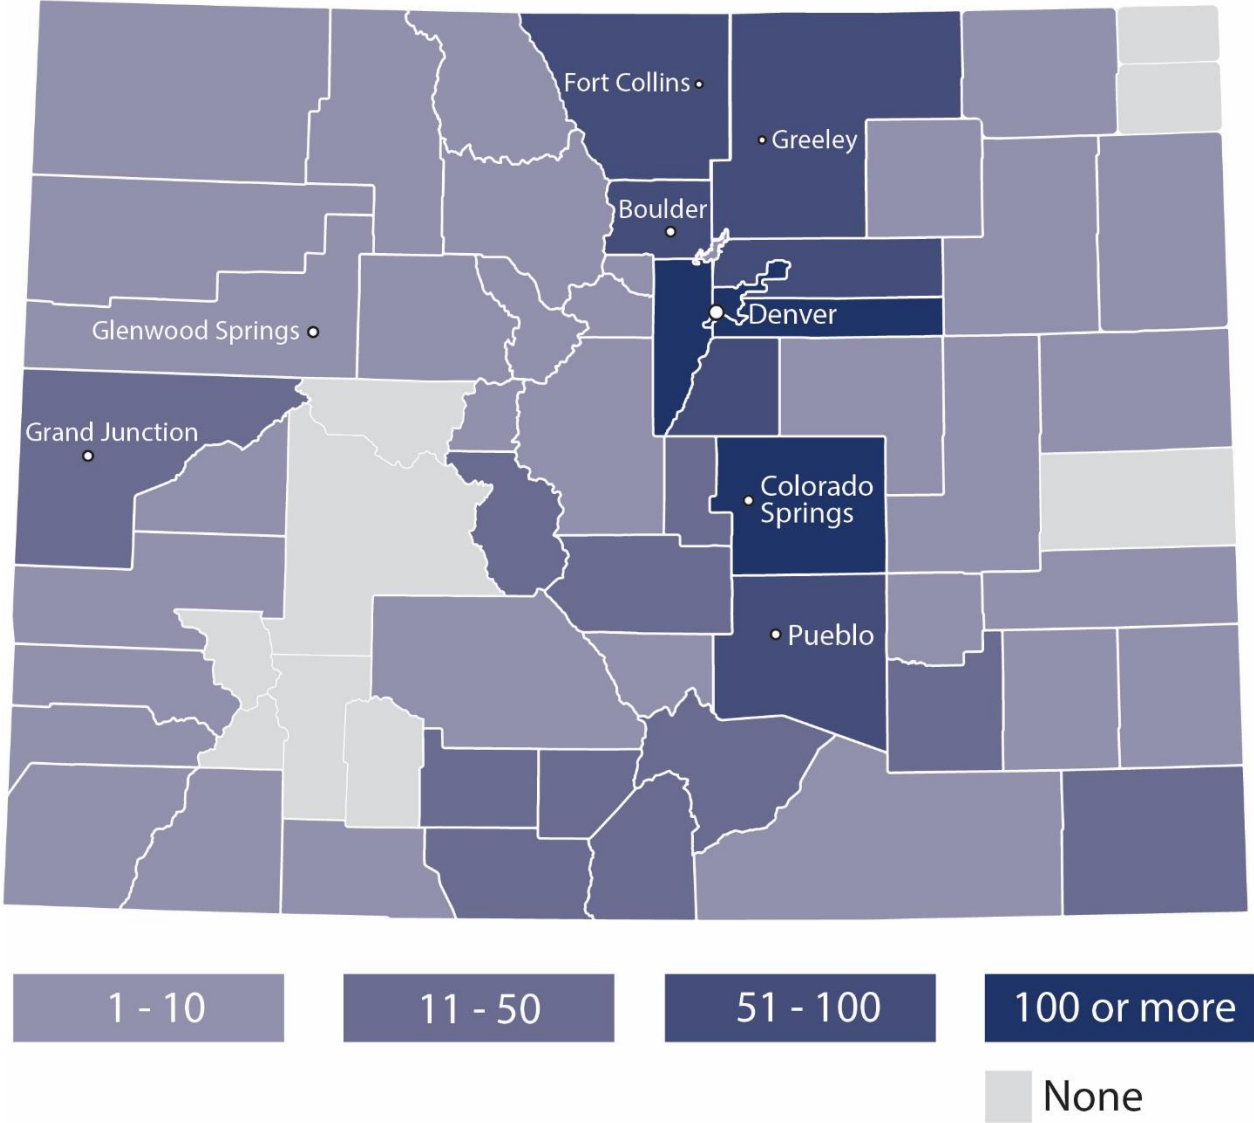 Fort Collins
Greeley
Boulder
Glenwood Springs
Denver
Grand Junction
Colorado
Springs
Pueblo
1 - 10
11 - 50
51 - 100
100 or more
None